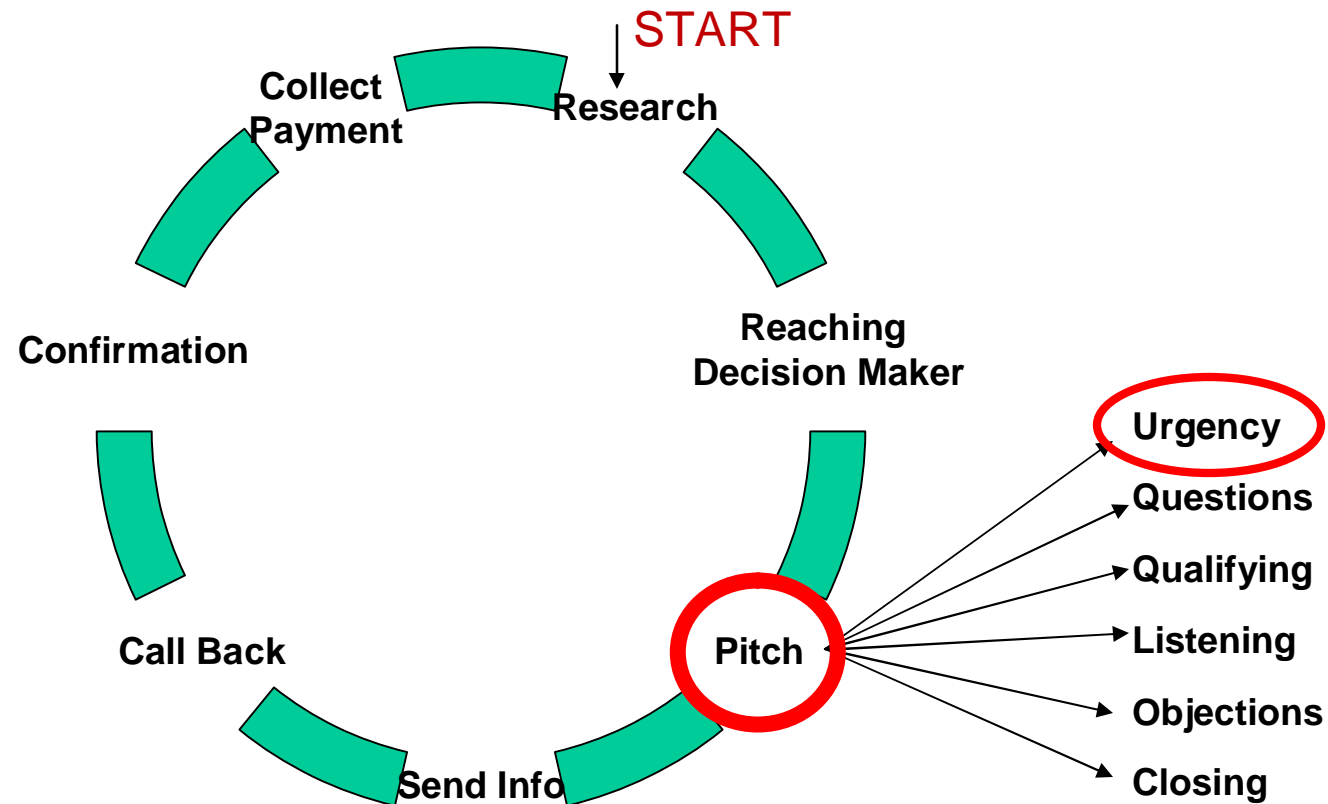 START
Research
Collect
Payment
Reaching
Decision Maker
Confirmation
Urgency
Questions
Qualifying
Listening
Objections
Closing
Pitch
Call Back
Send Info